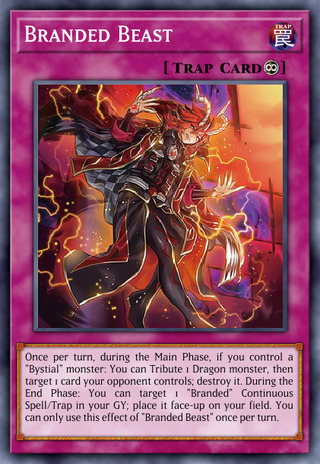 Branded Beast
TRAP
罠
[ Trap Card ]
Once per turn, during the Main Phase, if you control a
"Bystial" monster: You can Tribute 1 Dragon monster, then
target 1 card your opponent controls; destroy it. During the
End Phase: You can target 1 "Branded" Continuous
Spell/Trap in your GY; place it face-up on your field. You
can only use this effect of "Branded Beast" once per turn.